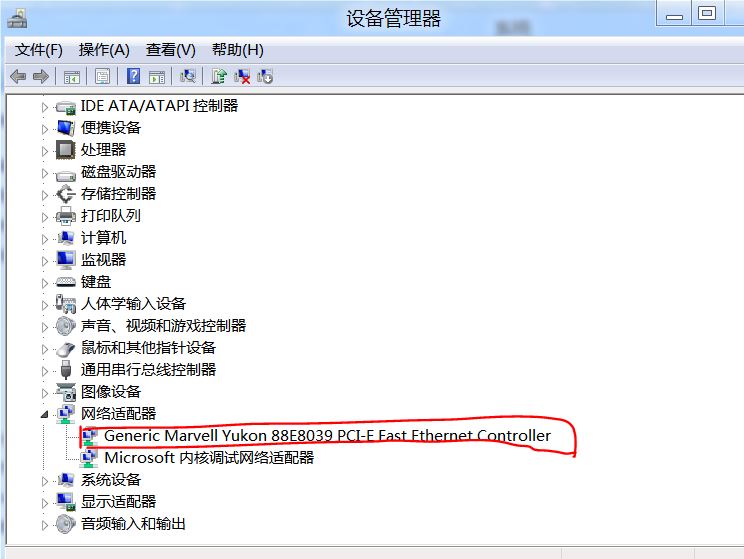 设备管理器
文件(F) 操作(A) 查看(V) 帮助(H)
IDE ATA/ATAPI 控制器
便携设备
处理器
磁盘驱动器
存储控制器
打印队列
计算机
监视器
键盘
人体学输入设备
声音、视频和游戏控制器
鼠标和其他指针设备
通用串行总线控制器
图像设备
网络适配器
Generic Marvell Yukon 88E8039 PCI-E Fast Ethernet Controller
Microsoft 内核调试网络适配器
系统设备
显示适配器
音频输入和输出